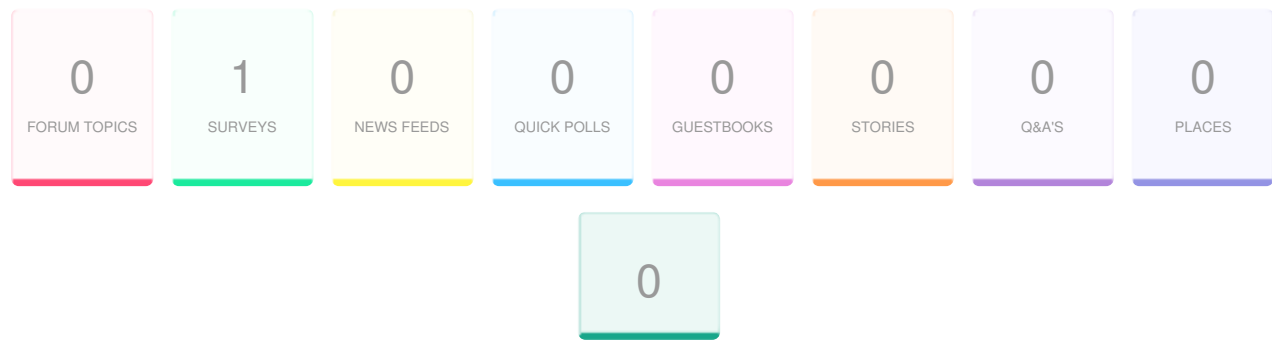 0 1 0 0 0 0 0 0
FORUM TOPICS SURVEYS NEWS FEEDS QUICK POLLS GUESTBOOKS STORIES Q&A'S PLACES
0